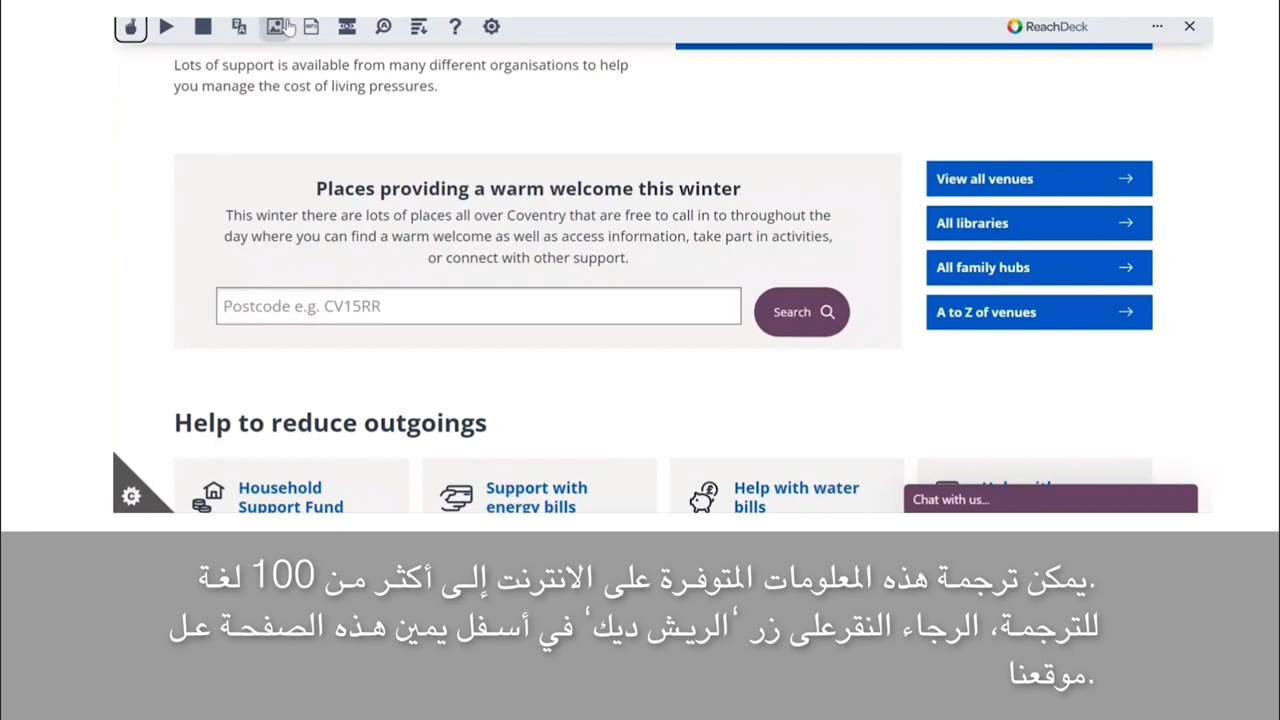 ReachDeck
Lots of support is available from many different organisations to help
you manage the cost of living pressures.
Places providing a warm welcome this winter
This winter there are lots of places all over Coventry that are free to call in to throughout the
day where you can find a warm welcome as well as access information, take part in activities,
or connect with other support.
Postcode e.g. CV15RR
Search
View all venues
All libraries
All family hubs
A to Z of venues
Help to reduce outgoings
Household
Support Fund
Support with
energy bills
Help with water
bills
Chat with us...
.يمكن ترجمة هذه المعلومات المتوفرة على الانترنت إلى أكثر من 100 لغة
للترجمة، الرجاء النقرعلى زر ‘الريش ديك‘ في أسفل يمين هذه الصفحة عل
.موقعنا